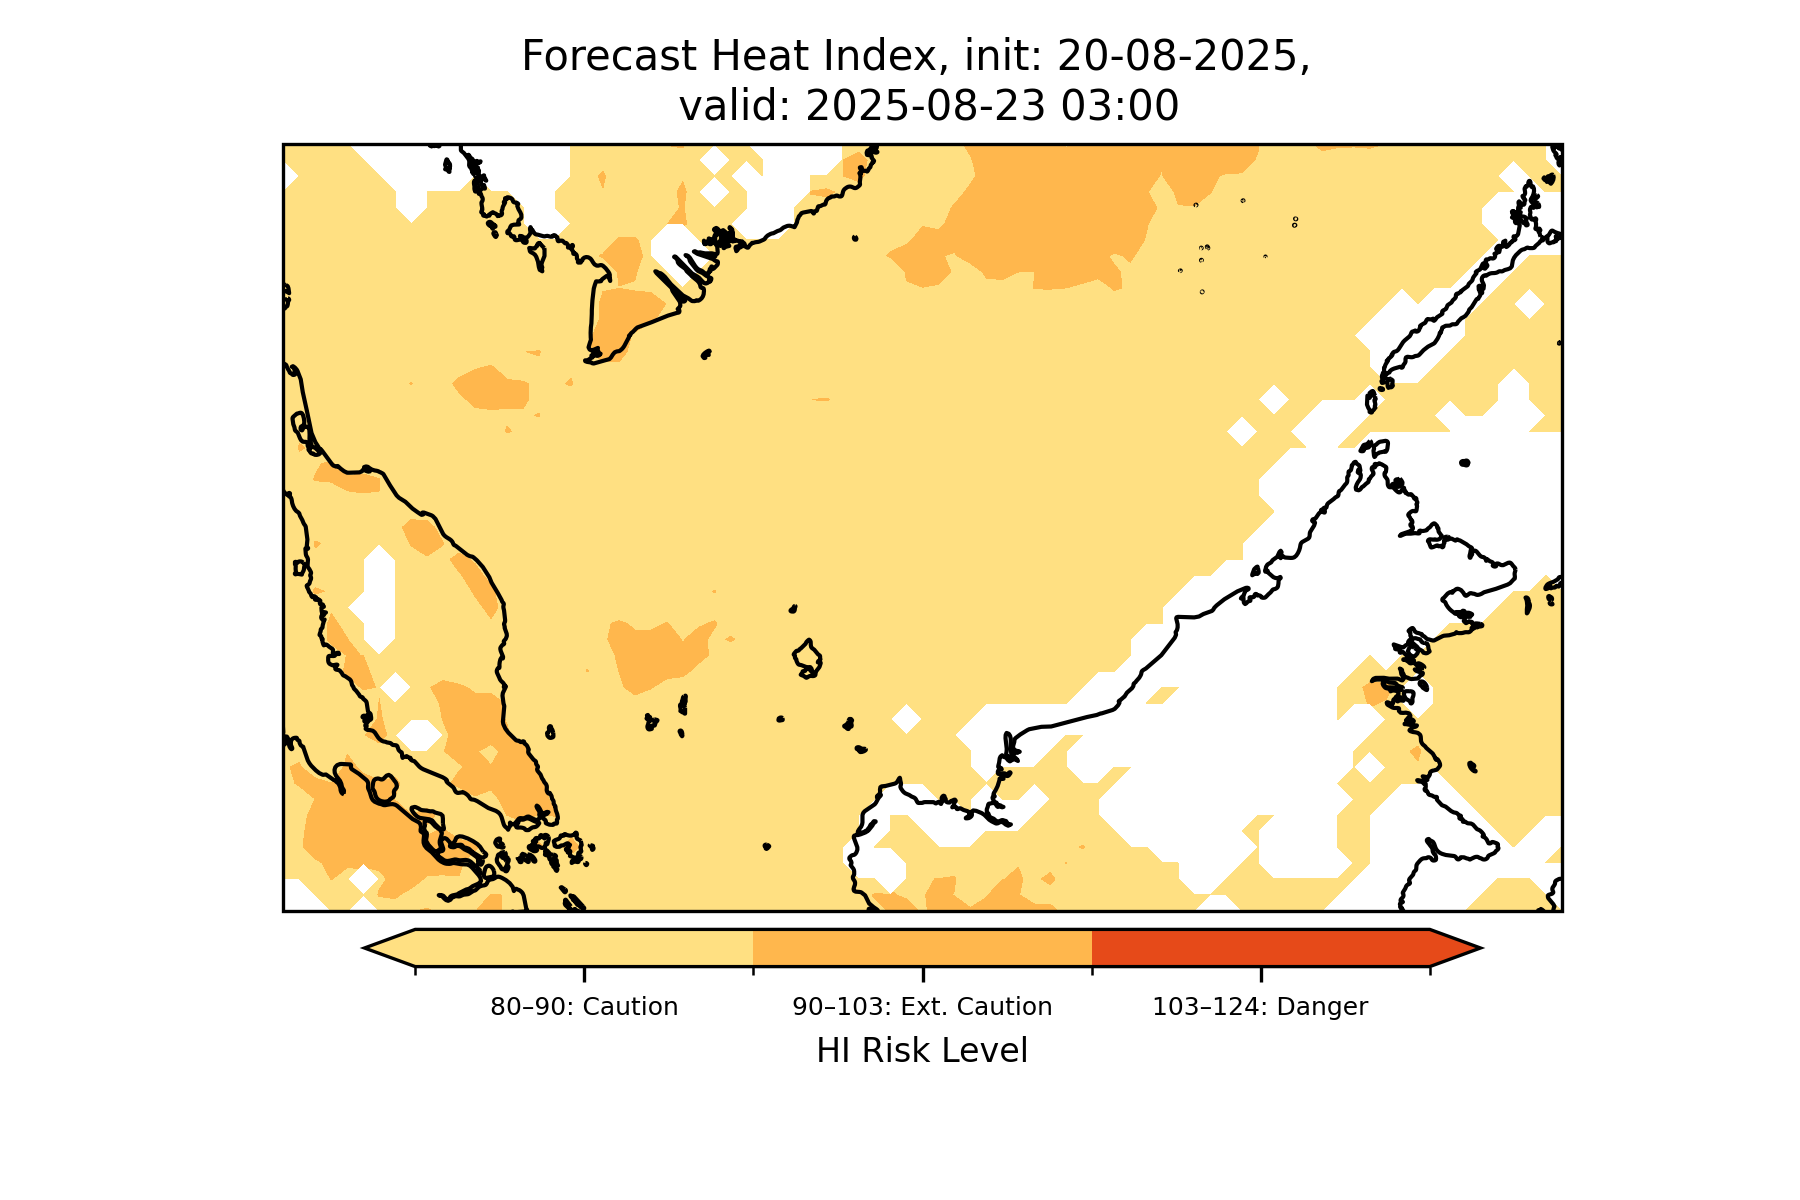 Forecast Heat Index, init: 20-08-2025,
valid: 2025-08-23 03:00
80–90: Caution
90–103: Ext. Caution
103–124: Danger
HI Risk Level